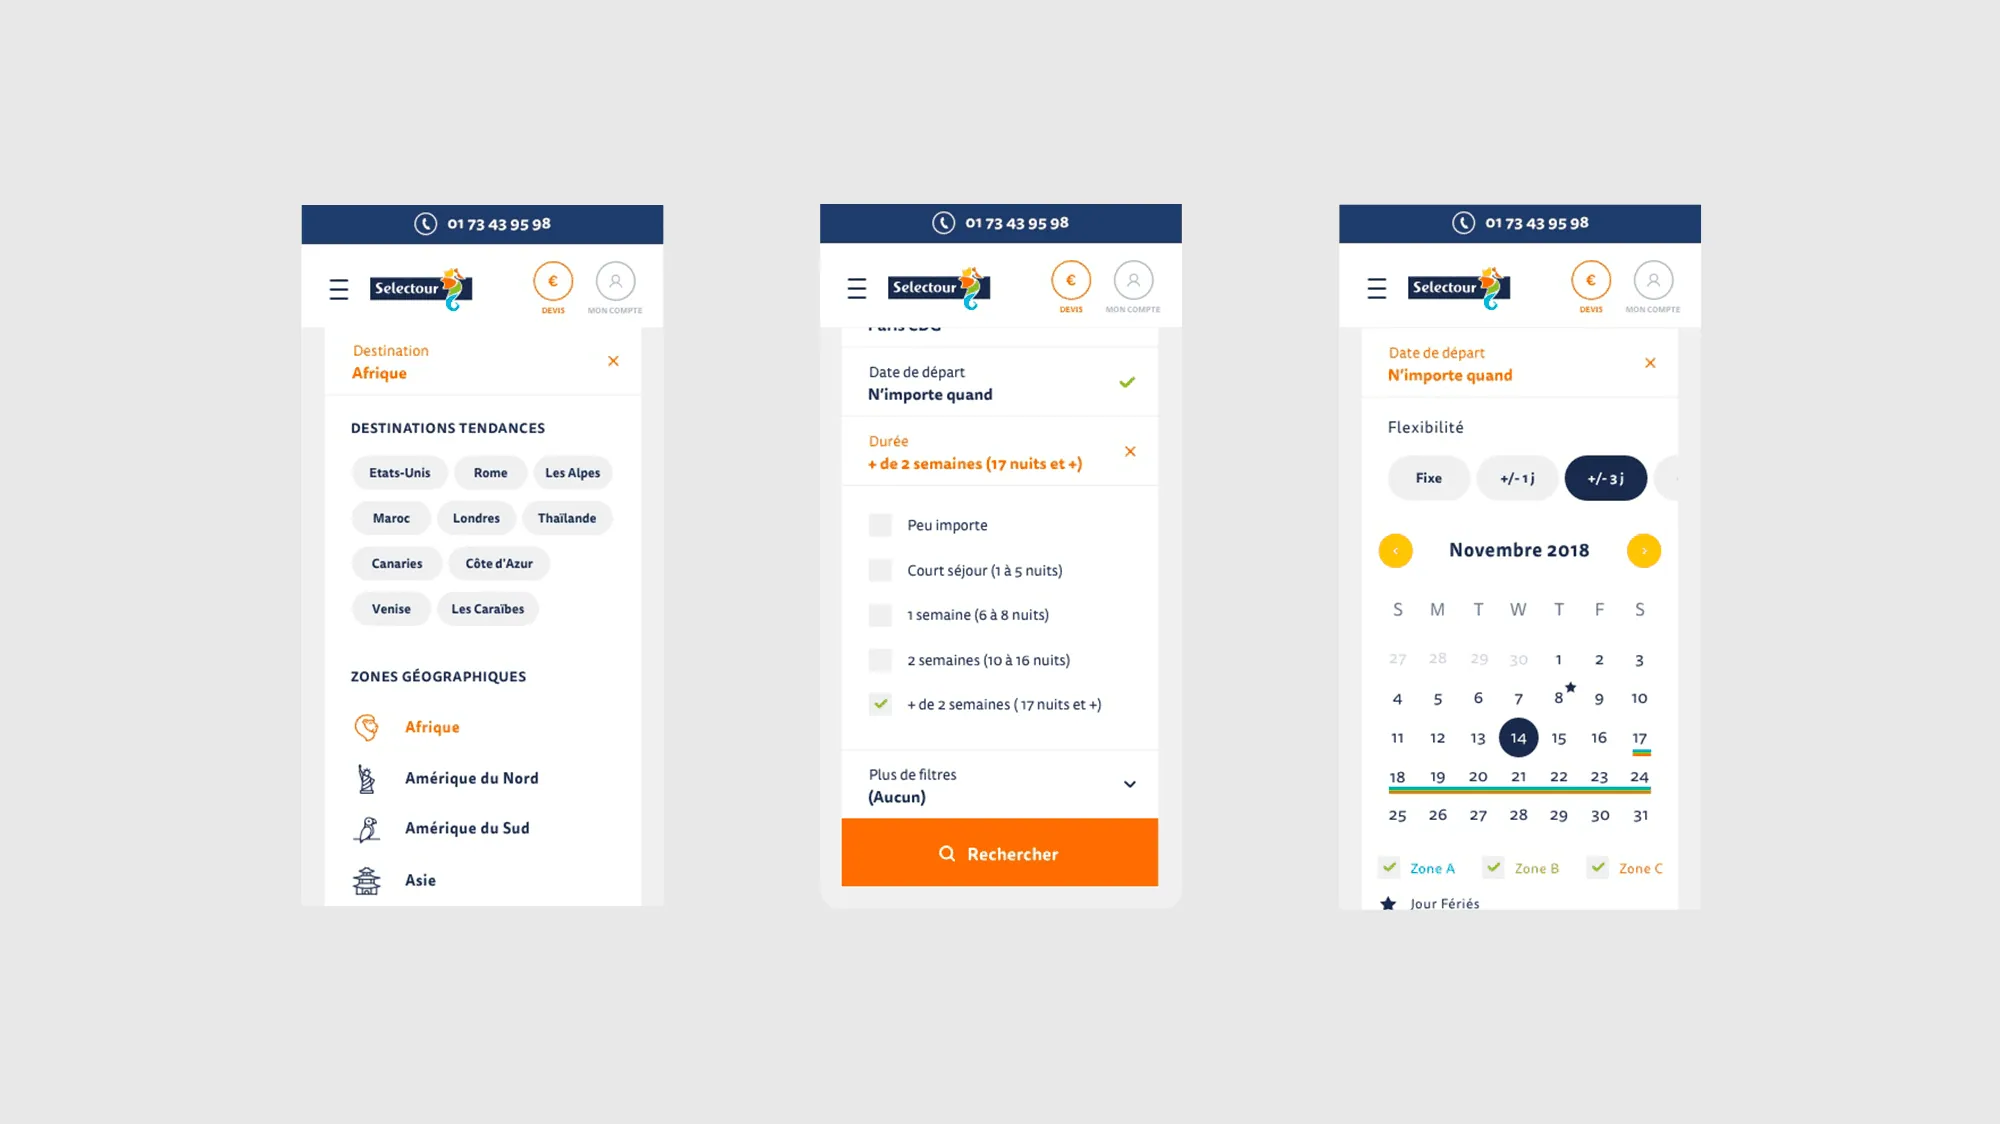 01 73 43 95 98
Selectour
€
DEVIS
MON COMPTE
Destination
Afrique
DESTINATIONS TENDANCES
Etats-Unis
Rome
Les Alpes
Maroc
Londres
Thaïlande
Canaries
Côte d'Azur
Venise
Les Caraïbes
ZONES GÉOGRAPHIQUES
Afrique
Amérique du Nord
Amérique du Sud
Asie
01 73 43 95 98
Selectour
€
DEVIS
MON COMPTE
Paris CDG
Date de départ
N'importe quand
Durée
+ de 2 semaines (17 nuits et +)
Peu importe
Court séjour (1 à 5 nuits)
1 semaine (6 à 8 nuits)
2 semaines (10 à 16 nuits)
+ de 2 semaines ( 17 nuits et +)
Plus de filtres
(Aucun)
Rechercher
01 73 43 95 98
Selectour
€
DEVIS
MON COMPTE
Date de départ
N'importe quand
Flexibilité
Fixe
+/- 1 j
+/- 3 j
Novembre 2018
S M T W T F S
27 28 29 30 1 2 3
4 5 6 7 8 9 10
11 12 13 14 15 16 17
18 19 20 21 22 23 24
25 26 27 28 29 30 31
Zone A
Zone B
Zone C
Jour Fériés